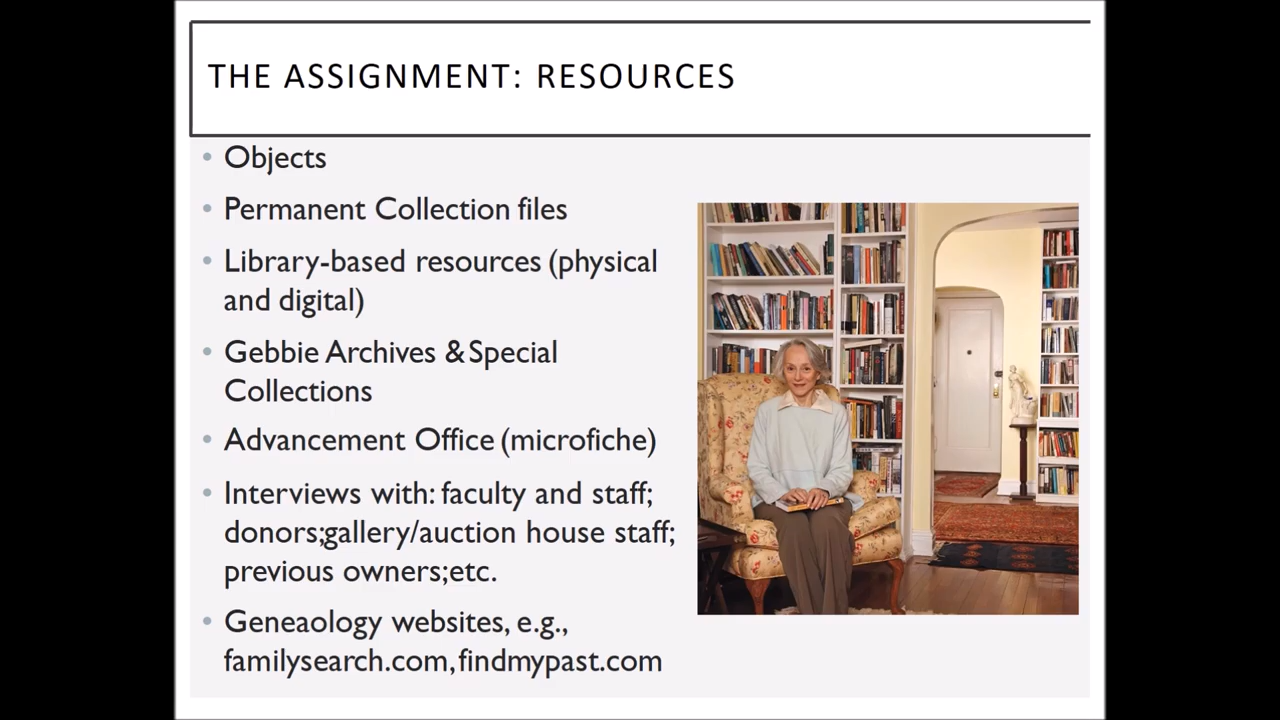 THE ASSIGNMENT: RESOURCES
• Objects
• Permanent Collection files
• Library-based resources (physical
and digital)
• Gebbie Archives & Special
Collections
• Advancement Office (microfiche)
• Interviews with: faculty and staff;
donors;gallery/auction house staff;
previous owners;etc.
• Geneaology websites, e.g.,
familysearch.com, findmypast.com